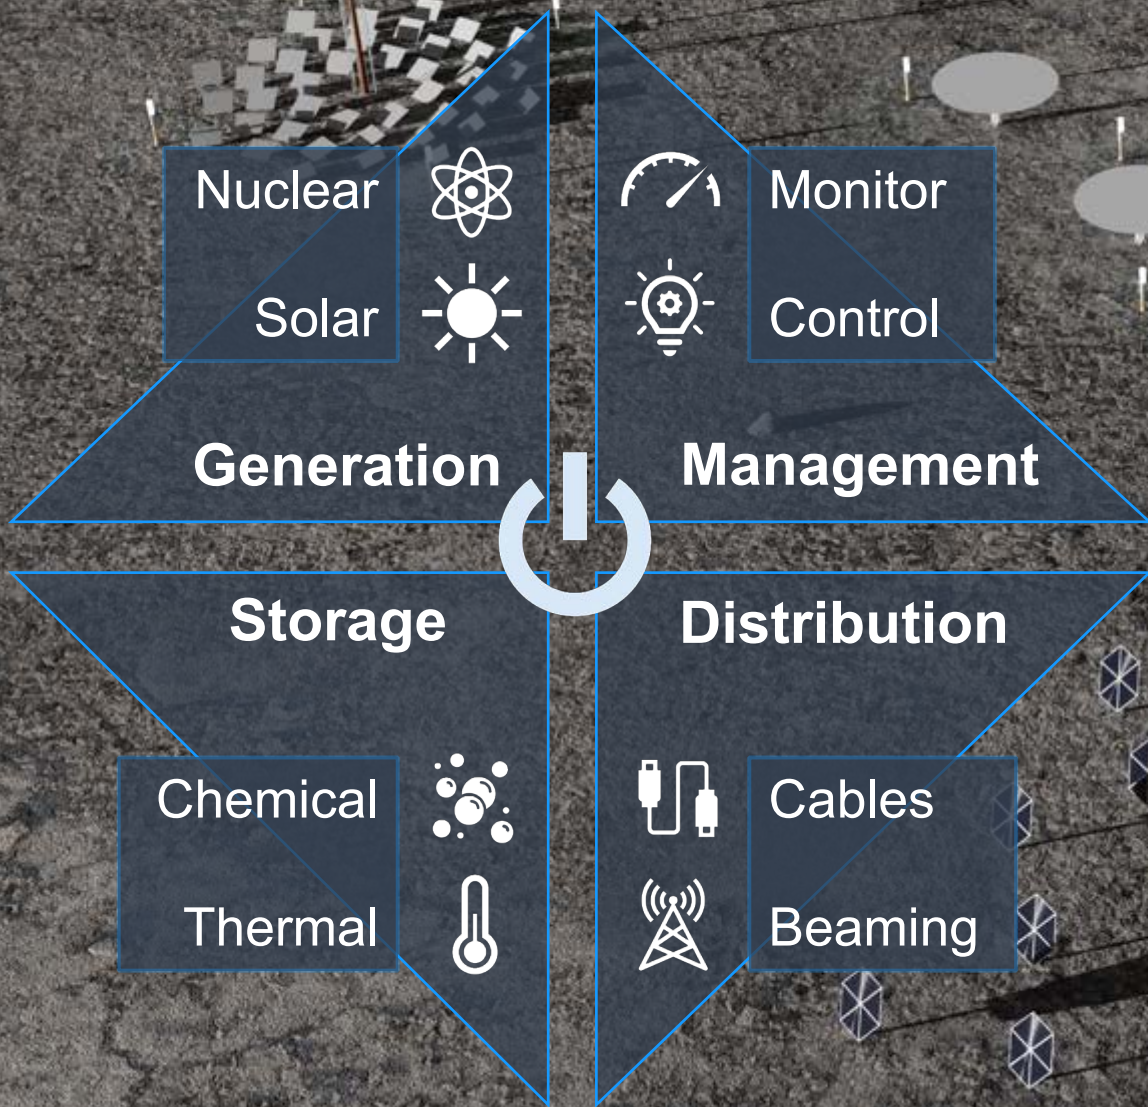 Nuclear
Solar
Generation
Monitor
Control
Management
Storage
Chemical
Thermal
Distribution
Cables
Beaming